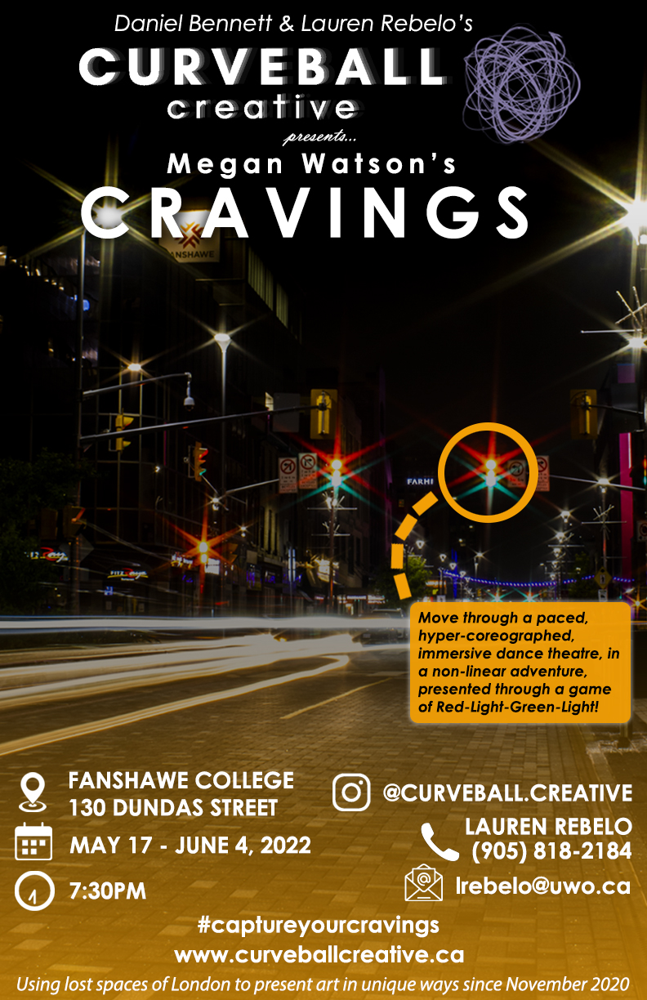 Daniel Bennett & Lauren Rebelo's
CURVEBALL
creative
presents...
Megan Watson's
CRAVINGS
ANSHAWE
FARHI
Move through a paced,
hyper-coreographed,
immersive dance theatre, in
a non-linear adventure,
presented through a game
of Red-Light-Green-Light!
FANSHAWE COLLEGE
130 DUNDAS STREET
MAY 17 - JUNE 4, 2022
7:30PM
@CURVEBALL.CREATIVE
LAUREN REBELO
(905) 818-2184
lrebelo@uwo.ca
#captureyourcravings
www.curveballcreative.ca
Using lost spaces of London to present art in unique ways since November 2020